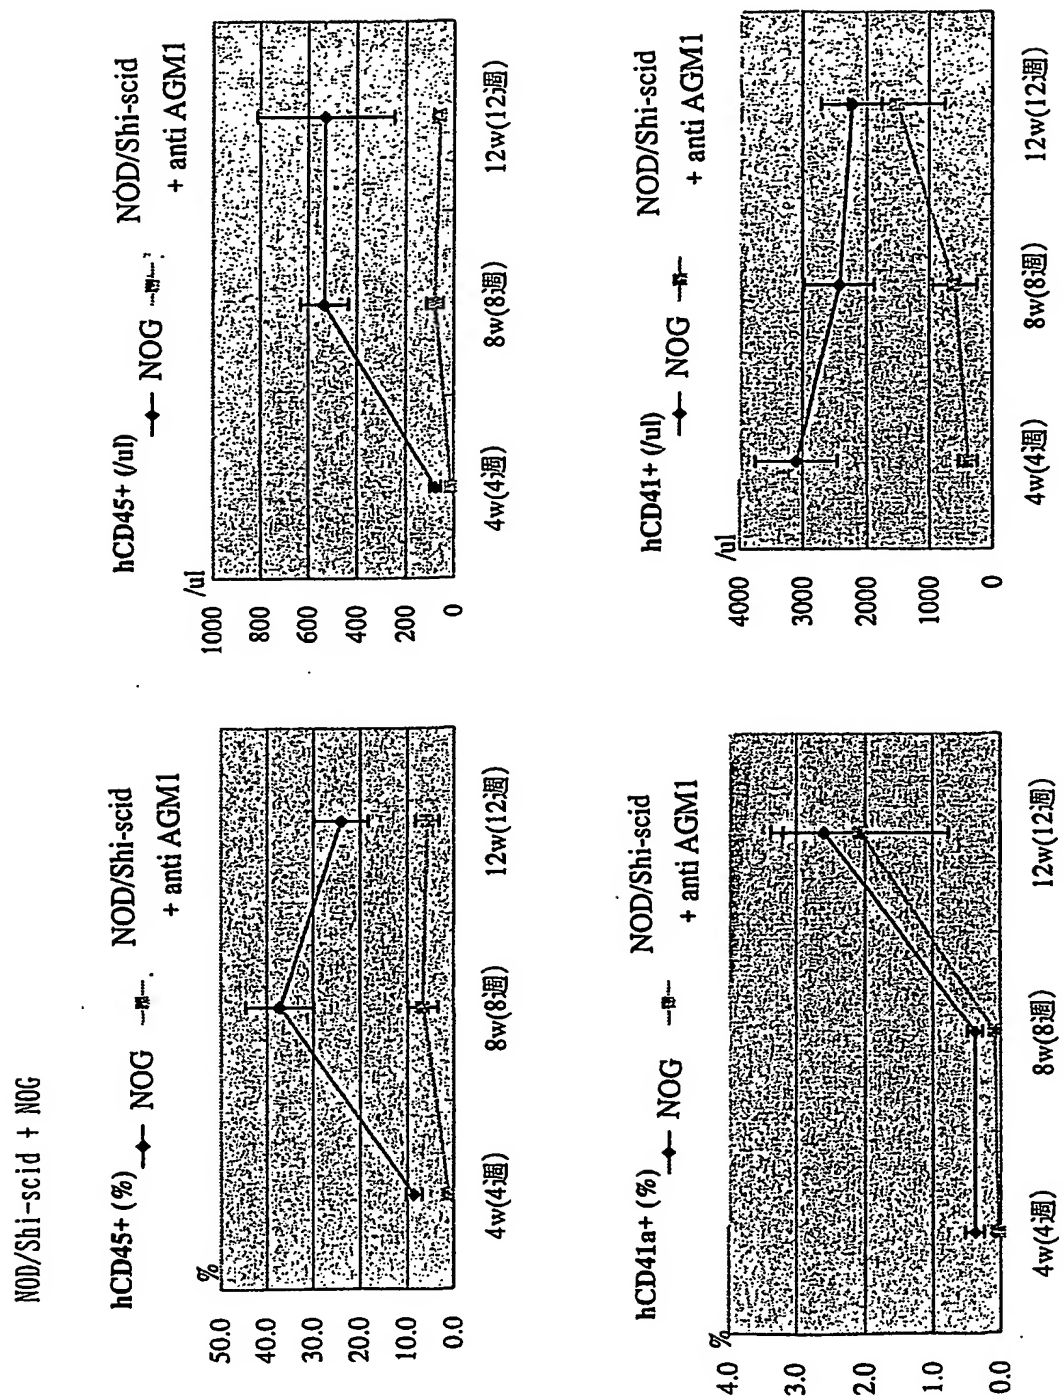 NOD/Shi-scid + NOG
hCD45+ (%)
NOG
NOD/Shi-scid
+ anti AGM1
%
50.0
40.0
30.0
20.0
10.0
0.0
4w(4週)
8w(8週)
12w(12週)
hCD45+ (/ul)
NOG
NOD/Shi-scid
+ anti AGM1
/ul
1000
800
600
400
200
0
4w(4週)
8w(8週)
12w(12週)
hCD41a+ (%)
NOG
NOD/Shi-scid
+ anti AGM1
%
4.0
3.0
2.0
1.0
0.0
4w(4週)
8w(8週)
12w(12週)
hCD41+ (/ul)
NOG
NOD/Shi-scid
+ anti AGM1
/ul
4000
3000
2000
1000
0
4w(4週)
8w(8週)
12w(12週)